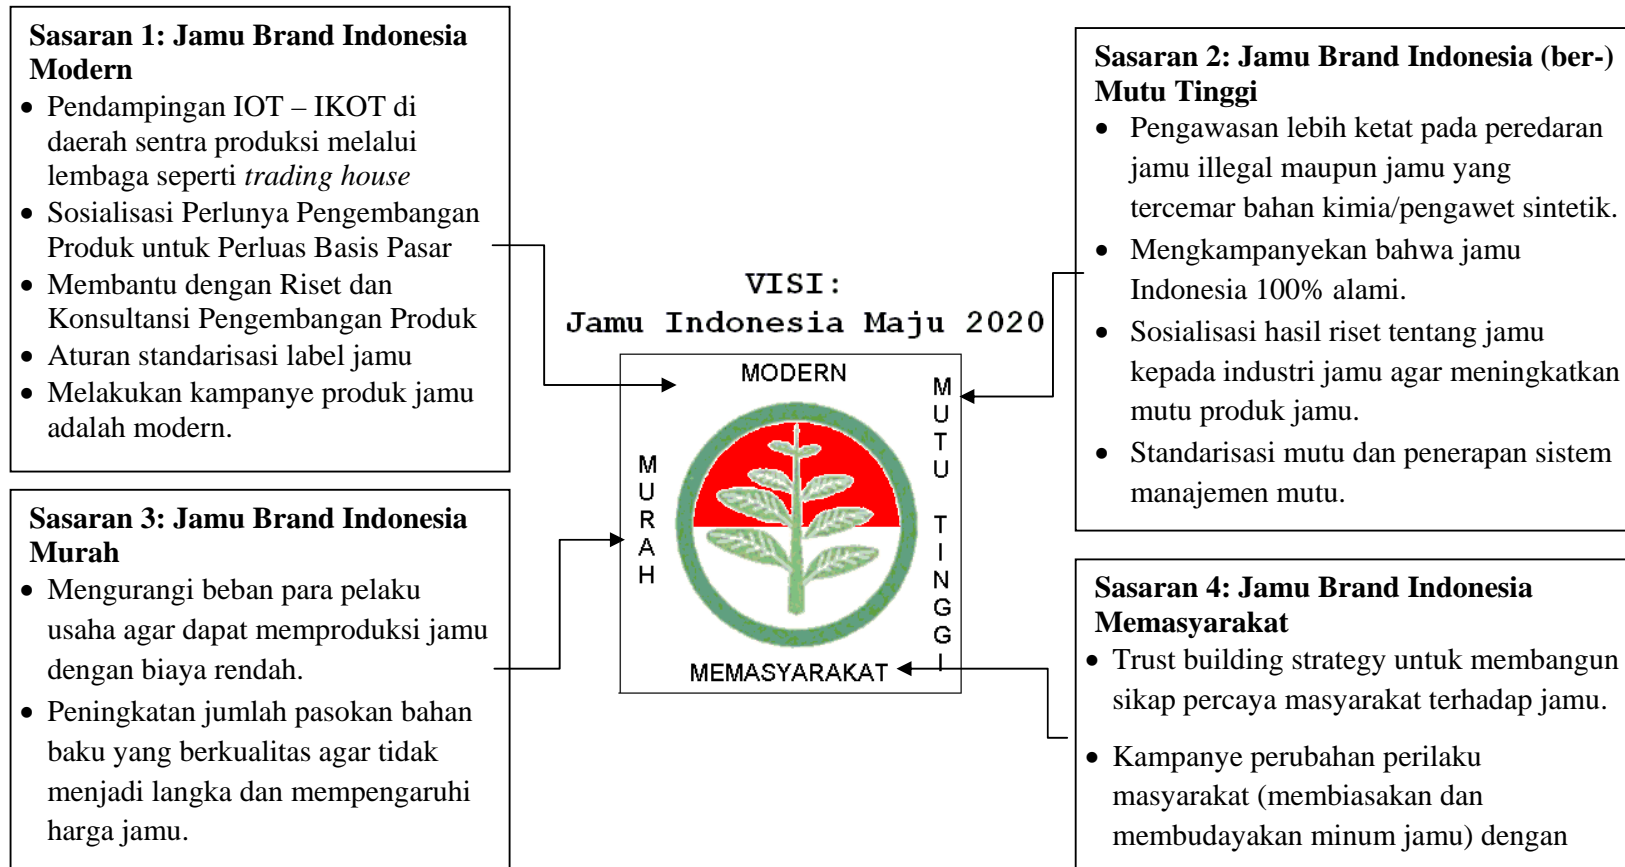 Sasaran 1: Jamu Brand Indonesia
Modern
• Pendampingan IOT – IKOT di
daerah sentra produksi melalui
lembaga seperti trading house
• Sosialisasi Perlunya Pengembangan
Produk untuk Perluas Basis Pasar
• Membantu dengan Riset dan
Konsultansi Pengembangan Produk
• Aturan standarisasi label jamu
• Melakukan kampanye produk jamu
adalah modern.
Sasaran 2: Jamu Brand Indonesia (ber-)
Mutu Tinggi
• Pengawasan lebih ketat pada peredaran
jamu illegal maupun jamu yang
tercemar bahan kimia/pengawet sintetik.
• Mengkampanyekan bahwa jamu
Indonesia 100% alami.
• Sosialisasi hasil riset tentang jamu
kepada industri jamu agar meningkatkan
mutu produk jamu.
• Standarisasi mutu dan penerapan sistem
manajemen mutu.
VISI:
Jamu Indonesia Maju 2020
MODERN
MURAH
MUTU TINGGI
MEMASYARAKAT
Sasaran 3: Jamu Brand Indonesia
Murah
• Mengurangi beban para pelaku
usaha agar dapat memproduksi jamu
dengan biaya rendah.
• Peningkatan jumlah pasokan bahan
baku yang berkualitas agar tidak
menjadi langka dan mempengaruhi
harga jamu.
Sasaran 4: Jamu Brand Indonesia
Memasyarakat
• Trust building strategy untuk membangun
sikap percaya masyarakat terhadap jamu.
• Kampanye perubahan perilaku
masyarakat (membiasakan dan
membudayakan minum jamu) dengan